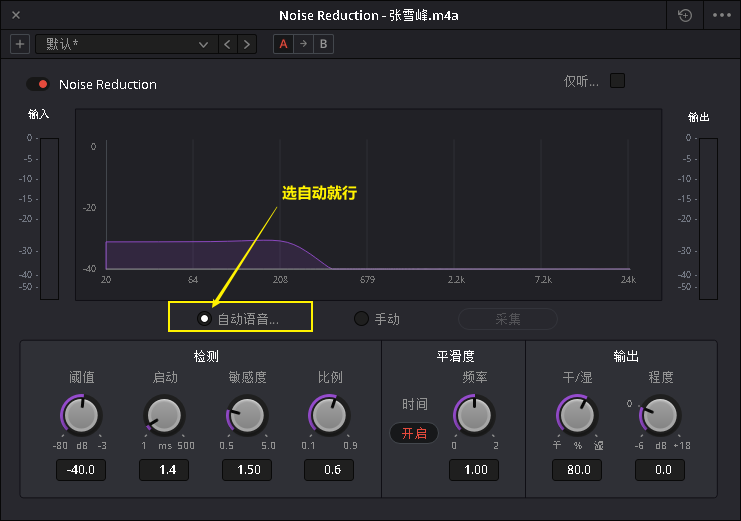 Noise Reduction - 张雪峰.m4a
默认*
A
B
Noise Reduction
仅听...
输入
输出
0
-5
-10
-15
-20
-30
-40
-50
0
-20
-40
20
64
208
679
2.2k
7.2k
24k
0
-5
-10
-15
-20
-30
-40
-50
选自动就行
自动语音...
手动
采集
检测
平滑度
输出
阈值
启动
敏感度
比例
时间
频率
干/湿
程度
开启
0
-80 dB -3
1 ms 500
0.5 5.0
0.1 0.9
0 2
干 % 湿
-6 dB +18
-40.0
1.4
1.50
0.6
1.00
80.0
0.0